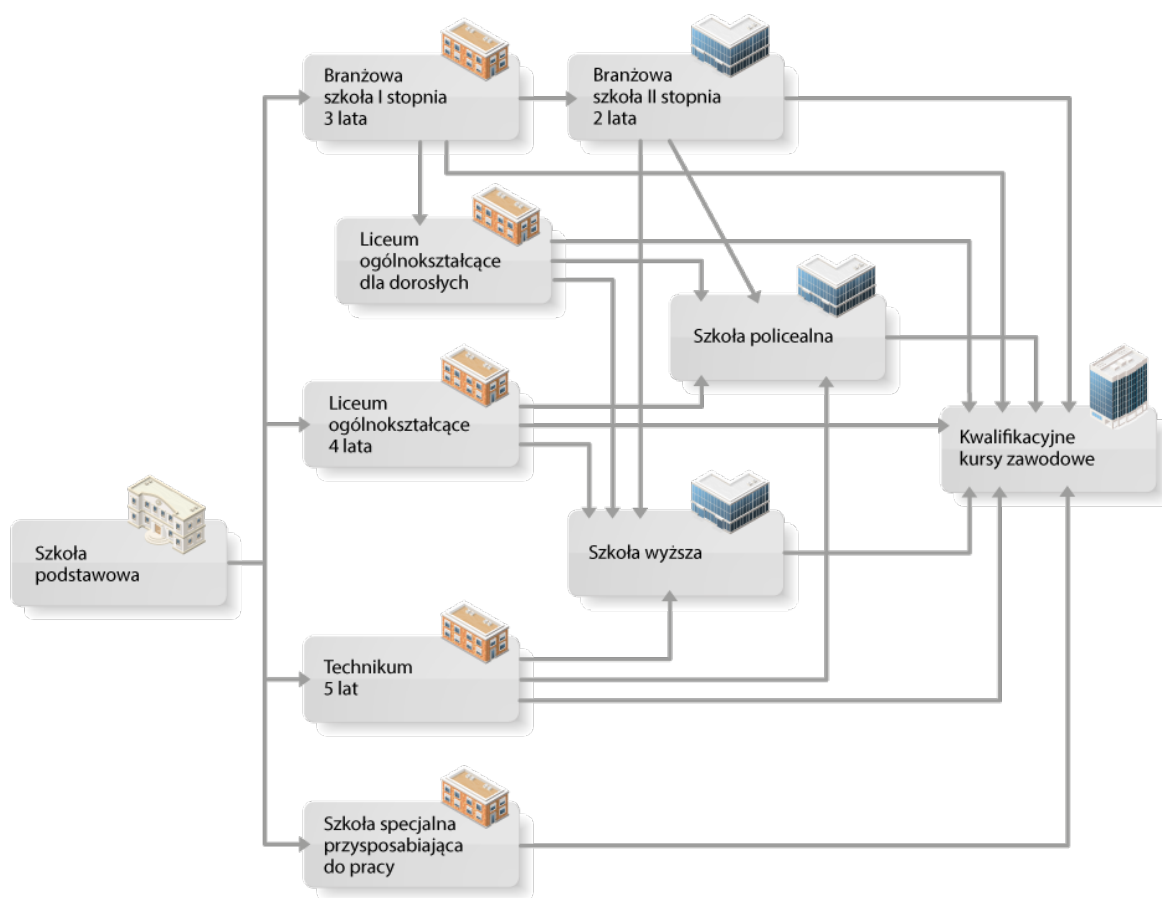 Branżowa
szkoła I stopnia
3 lata
Branżowa
szkoła II stopnia
2 lata
Liceum
ogólnokształcące
dla dorosłych
Szkoła policealna
Liceum
ogólnokształcące
4 lata
Kwalifikacyjne
kursy zawodowe
Szkoła
podstawowa
Szkoła wyższa
Technikum
5 lat
Szkoła specjalna
przysposabiająca
do pracy